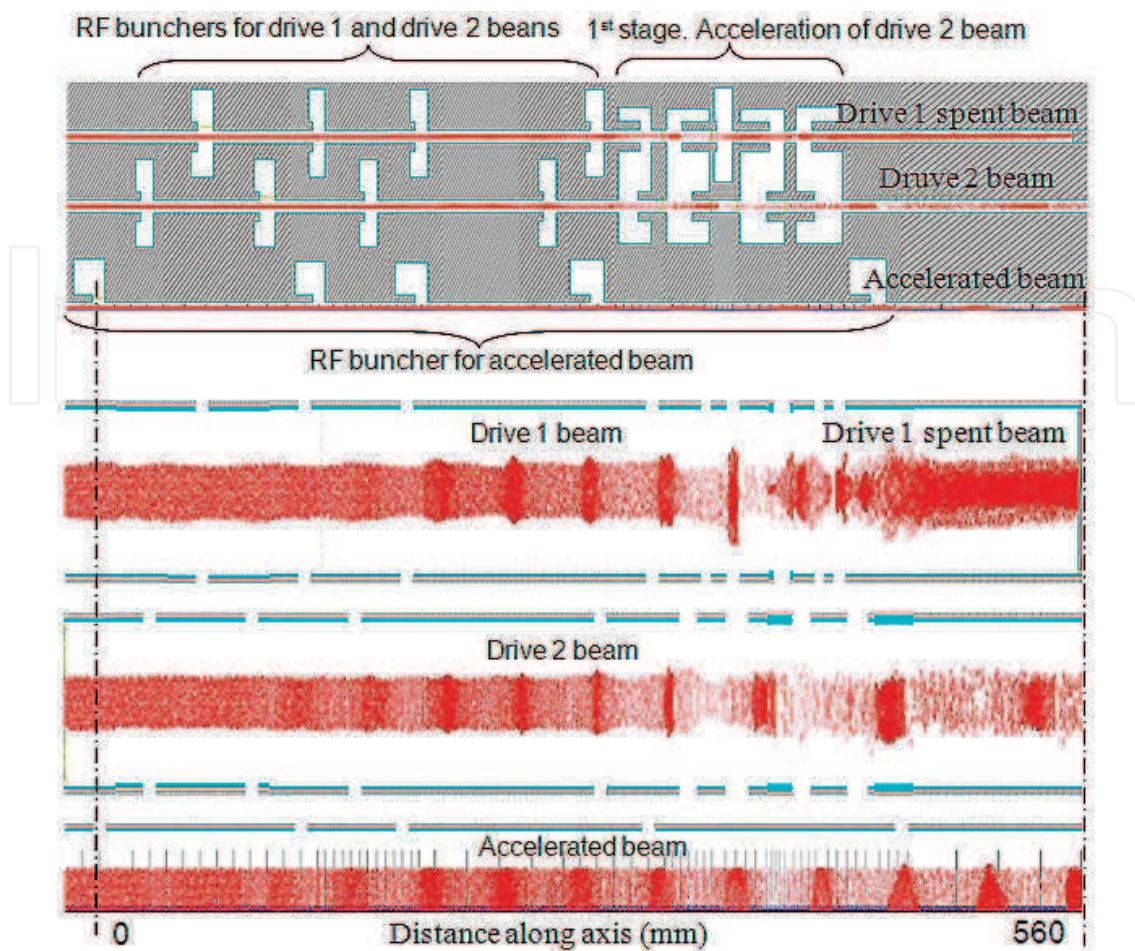 RF bunchers for drive 1 and drive 2 beans
1st stage. Acceleration of drive 2 beam
Drive 1 spent beam
Druve 2 beam
Accelerated beam
RF buncher for accelerated beam
Drive 1 beam
Drive 1 spent beam
Drive 2 beam
Accelerated beam
0
Distance along axis (mm)
560